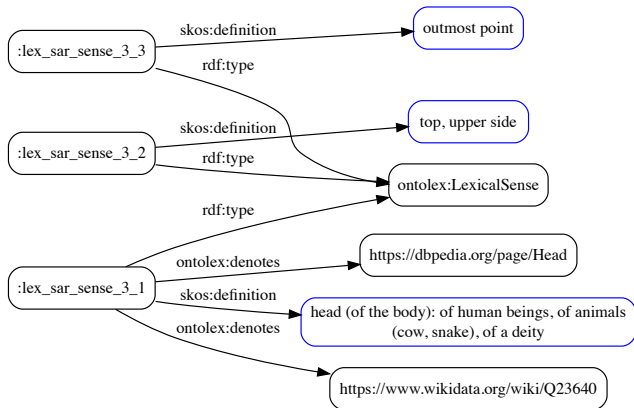 skos:definition
outmost point
:lex_sar_sense_3_3
rdf:type
skos:definition
top, upper side
:lex_sar_sense_3_2
rdf:type
ontolex:LexicalSense
rdf:type
ontolex:denotes
https://dbpedia.org/page/Head
:lex_sar_sense_3_1
skos:definition
head (of the body): of human beings, of animals
(cow, snake), of a deity
ontolex:denotes
https://www.wikidata.org/wiki/Q23640